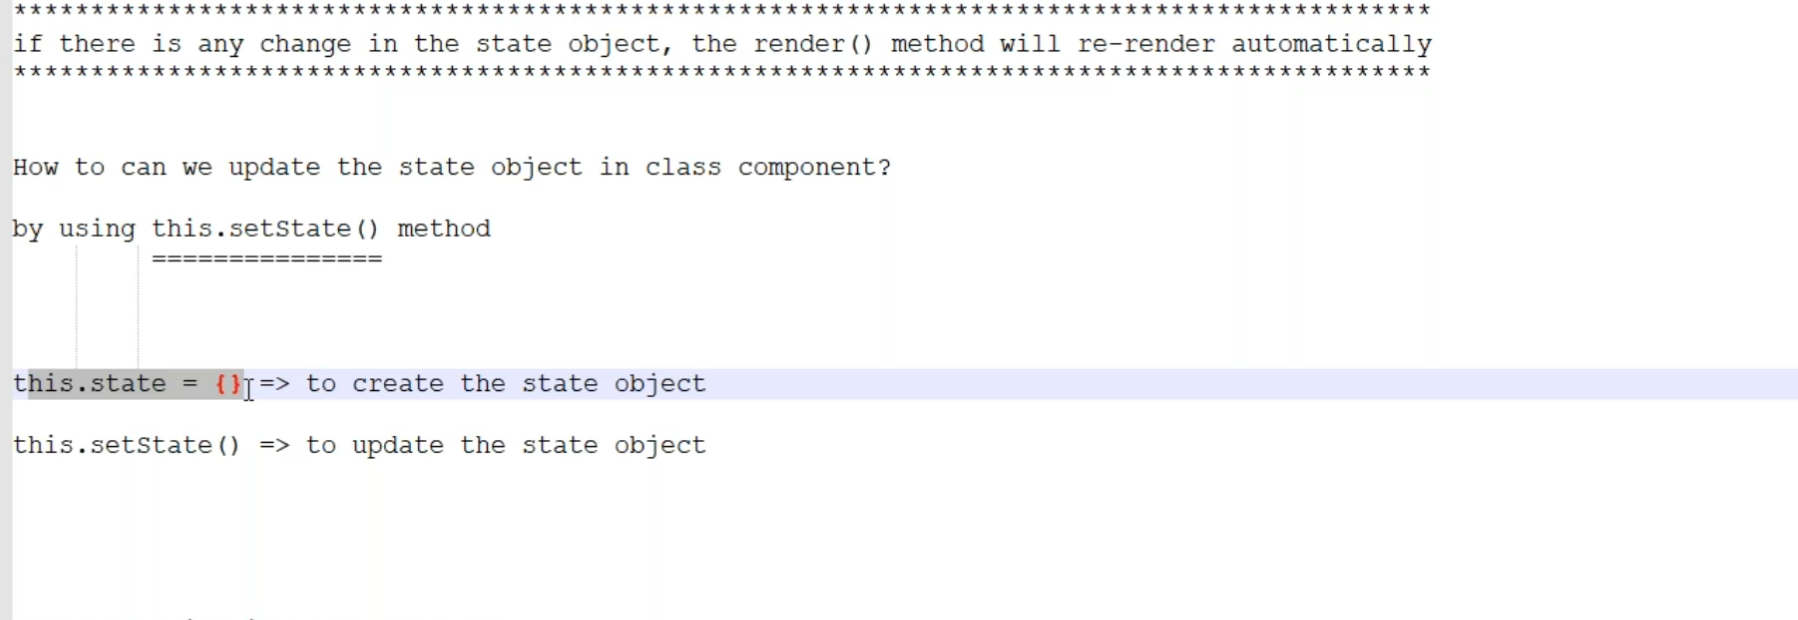 ********************************************************************************************
if there is any change in the state object, the render() method will re-render automatically
********************************************************************************************
How to can we update the state object in class component?
by using this.setState() method
===============
this.state = {} => to create the state object
this.setState() => to update the state object